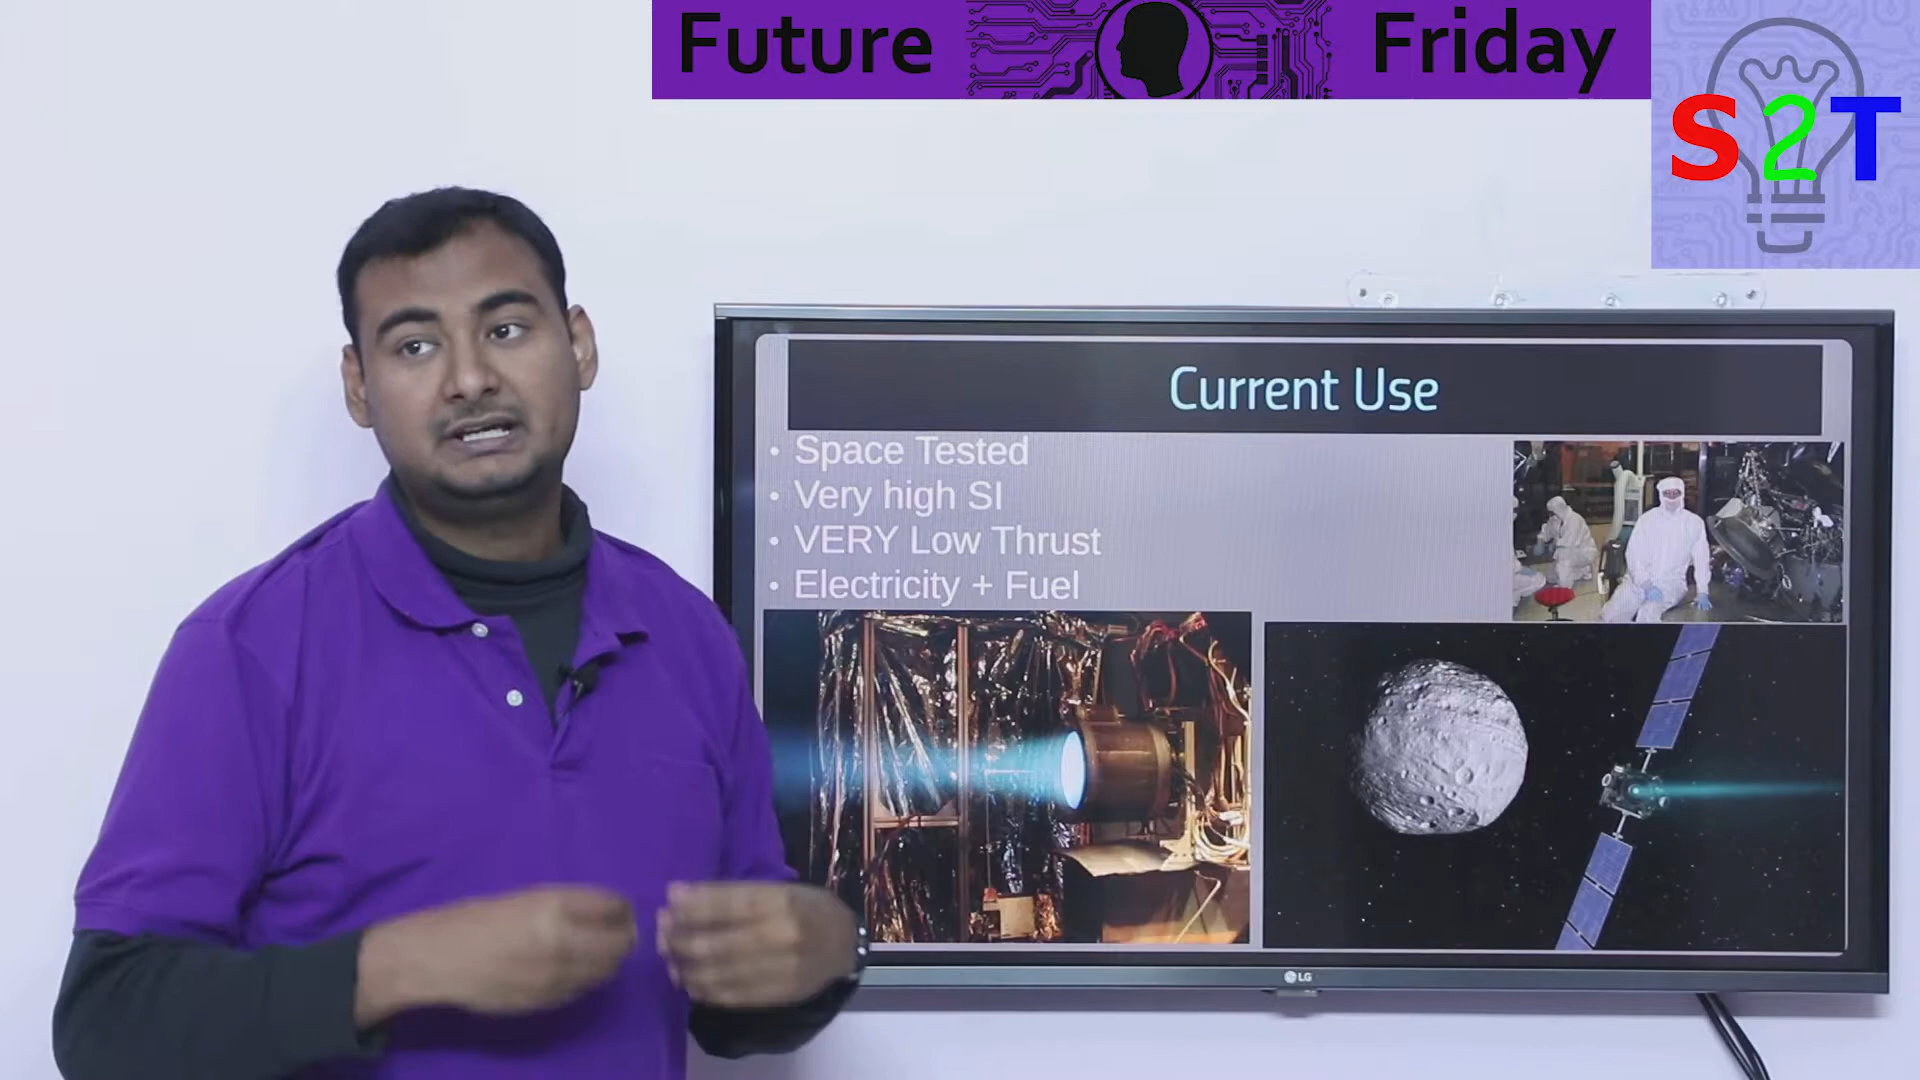 Future Friday
S2T
Current Use
• Space Tested
• Very high SI
• VERY Low Thrust
• Electricity + Fuel
LG